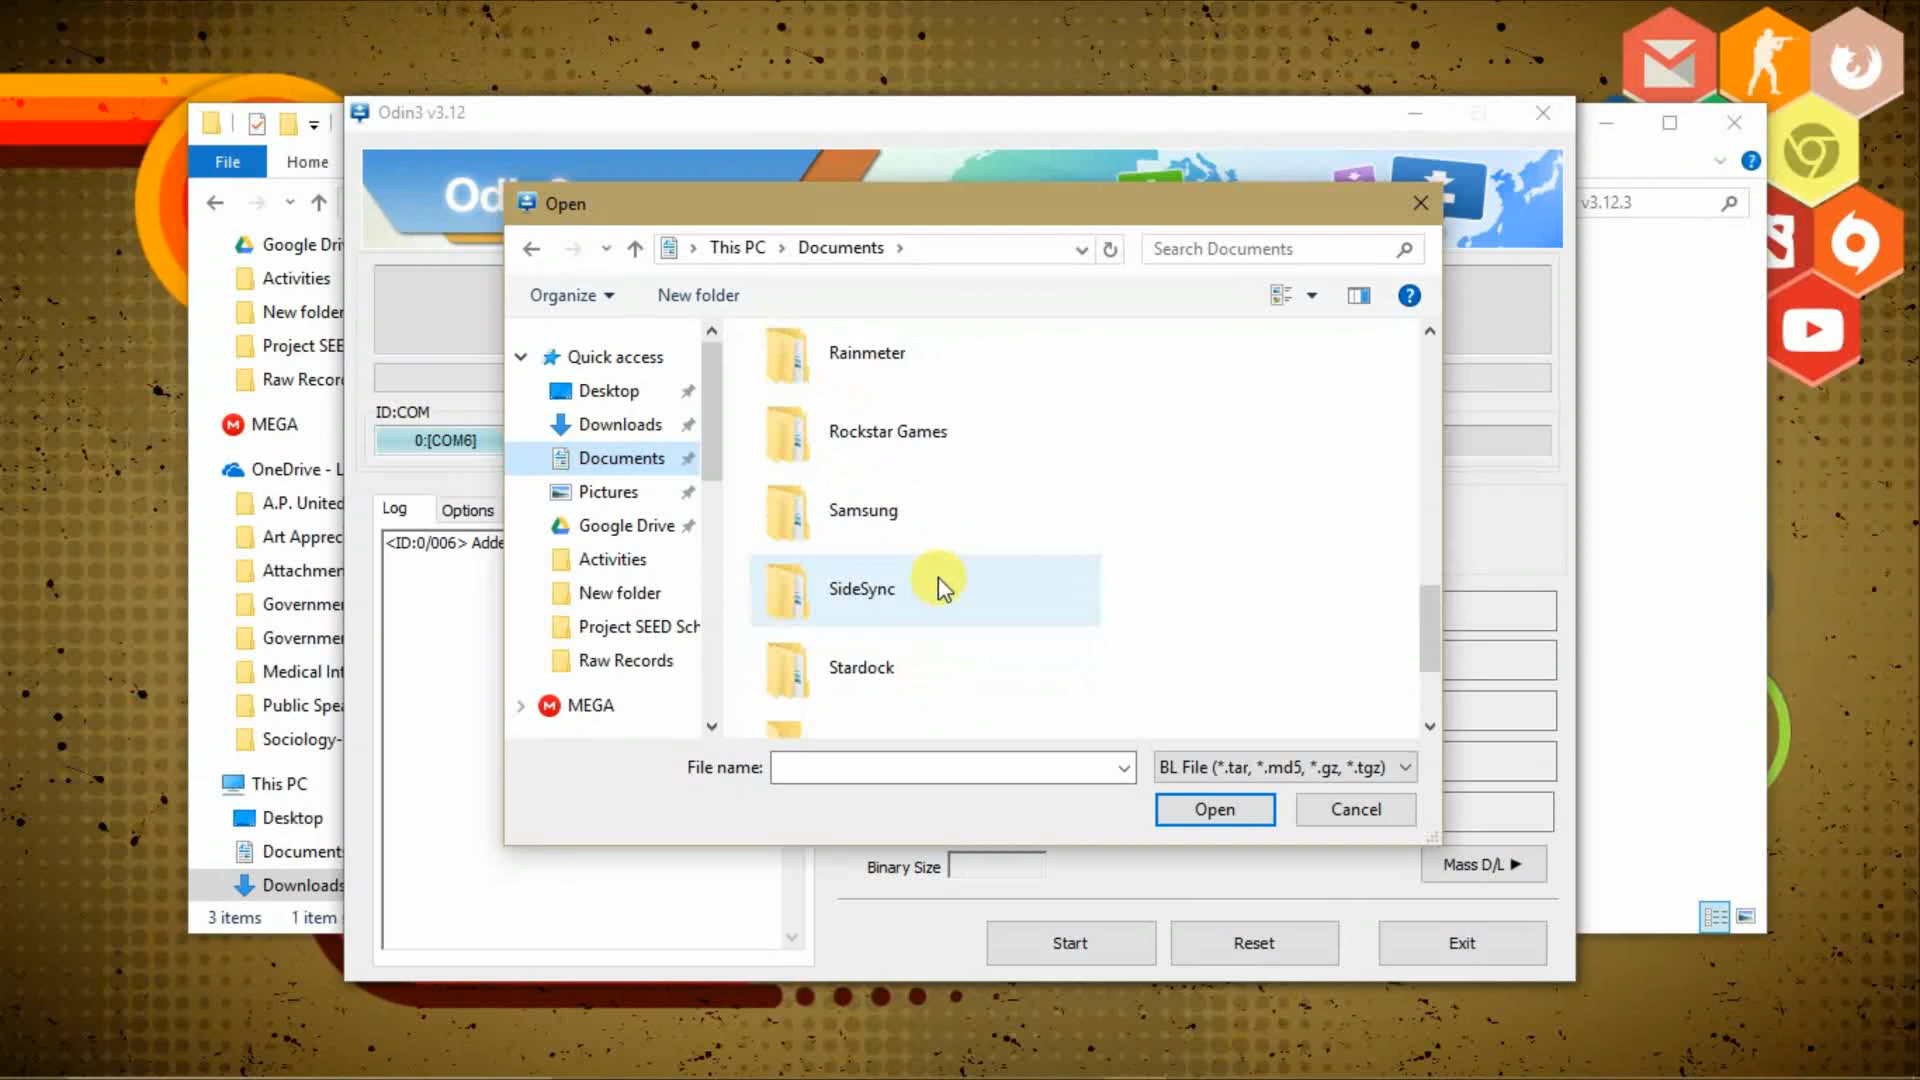 Odin3 v3.12
File
Home
v3.12.3
Open
This PC
Documents
Search Documents
Organize
New folder
Google Dri
Activities
New folder
Project SEE
Raw Recor
MEGA
OneDrive - L
A.P. United
Art Apprec
Attachmen
Governme
Governme
Medical Int
Public Spea
Sociology-
This PC
Desktop
Document
Downloads
3 items
1 item
ID:COM
0:[COM6]
Log
Options
<ID:0/006> Adde
Quick access
Desktop
Downloads
Documents
Pictures
Google Drive
Activities
New folder
Project SEED Sch
Raw Records
MEGA
Rainmeter
Rockstar Games
Samsung
SideSync
Stardock
File name:
BL File (*.tar, *.md5, *.gz, *.tgz)
Open
Cancel
Binary Size
Mass D/L
Start
Reset
Exit